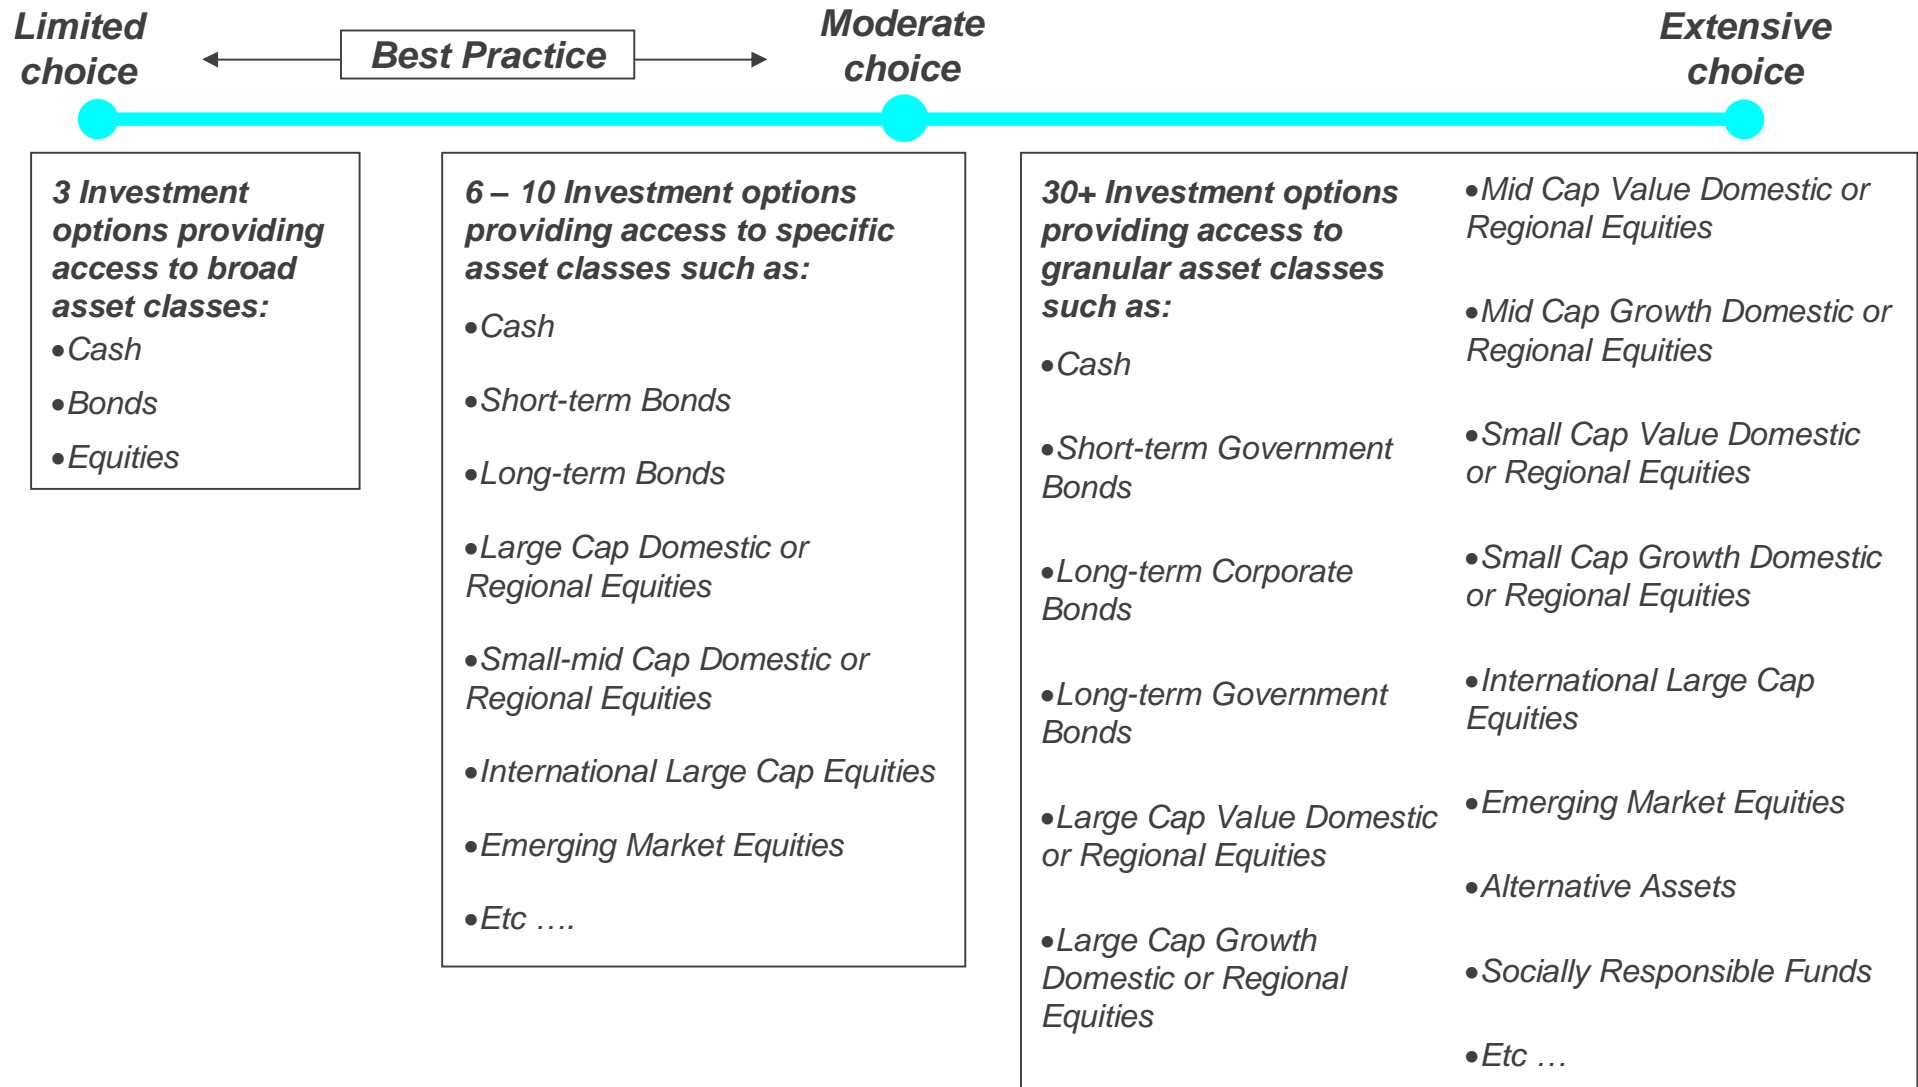 Limited
choice
Best Practice
Moderate
choice
Extensive
choice
3 Investment
options providing
access to broad
asset classes:
•Cash
•Bonds
•Equities
6 – 10 Investment options
providing access to specific
asset classes such as:
•Cash
•Short-term Bonds
•Long-term Bonds
•Large Cap Domestic or
Regional Equities
•Small-mid Cap Domestic or
Regional Equities
•International Large Cap Equities
•Emerging Market Equities
•Etc ….
30+ Investment options
providing access to
granular asset classes
such as:
•Cash
•Short-term Government
Bonds
•Long-term Corporate
Bonds
•Long-term Government
Bonds
•Large Cap Value Domestic
or Regional Equities
•Large Cap Growth
Domestic or Regional
Equities
•Mid Cap Value Domestic or
Regional Equities
•Mid Cap Growth Domestic or
Regional Equities
•Small Cap Value Domestic
or Regional Equities
•Small Cap Growth Domestic
or Regional Equities
•International Large Cap
Equities
•Emerging Market Equities
•Alternative Assets
•Socially Responsible Funds
•Etc …